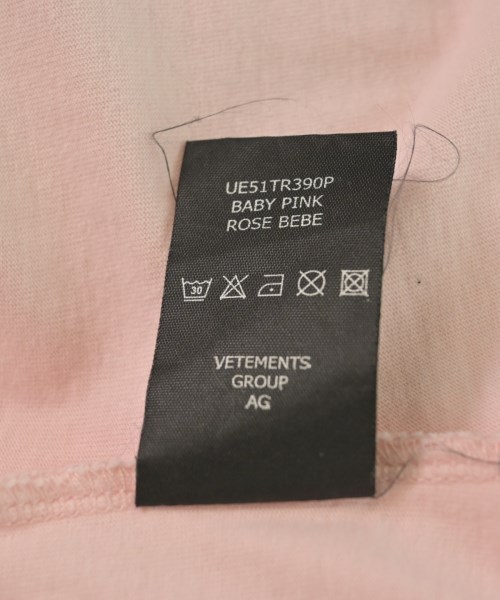 UE51TR390P
BABY PINK
ROSE BEBE
30
VETEMENTS
GROUP
AG